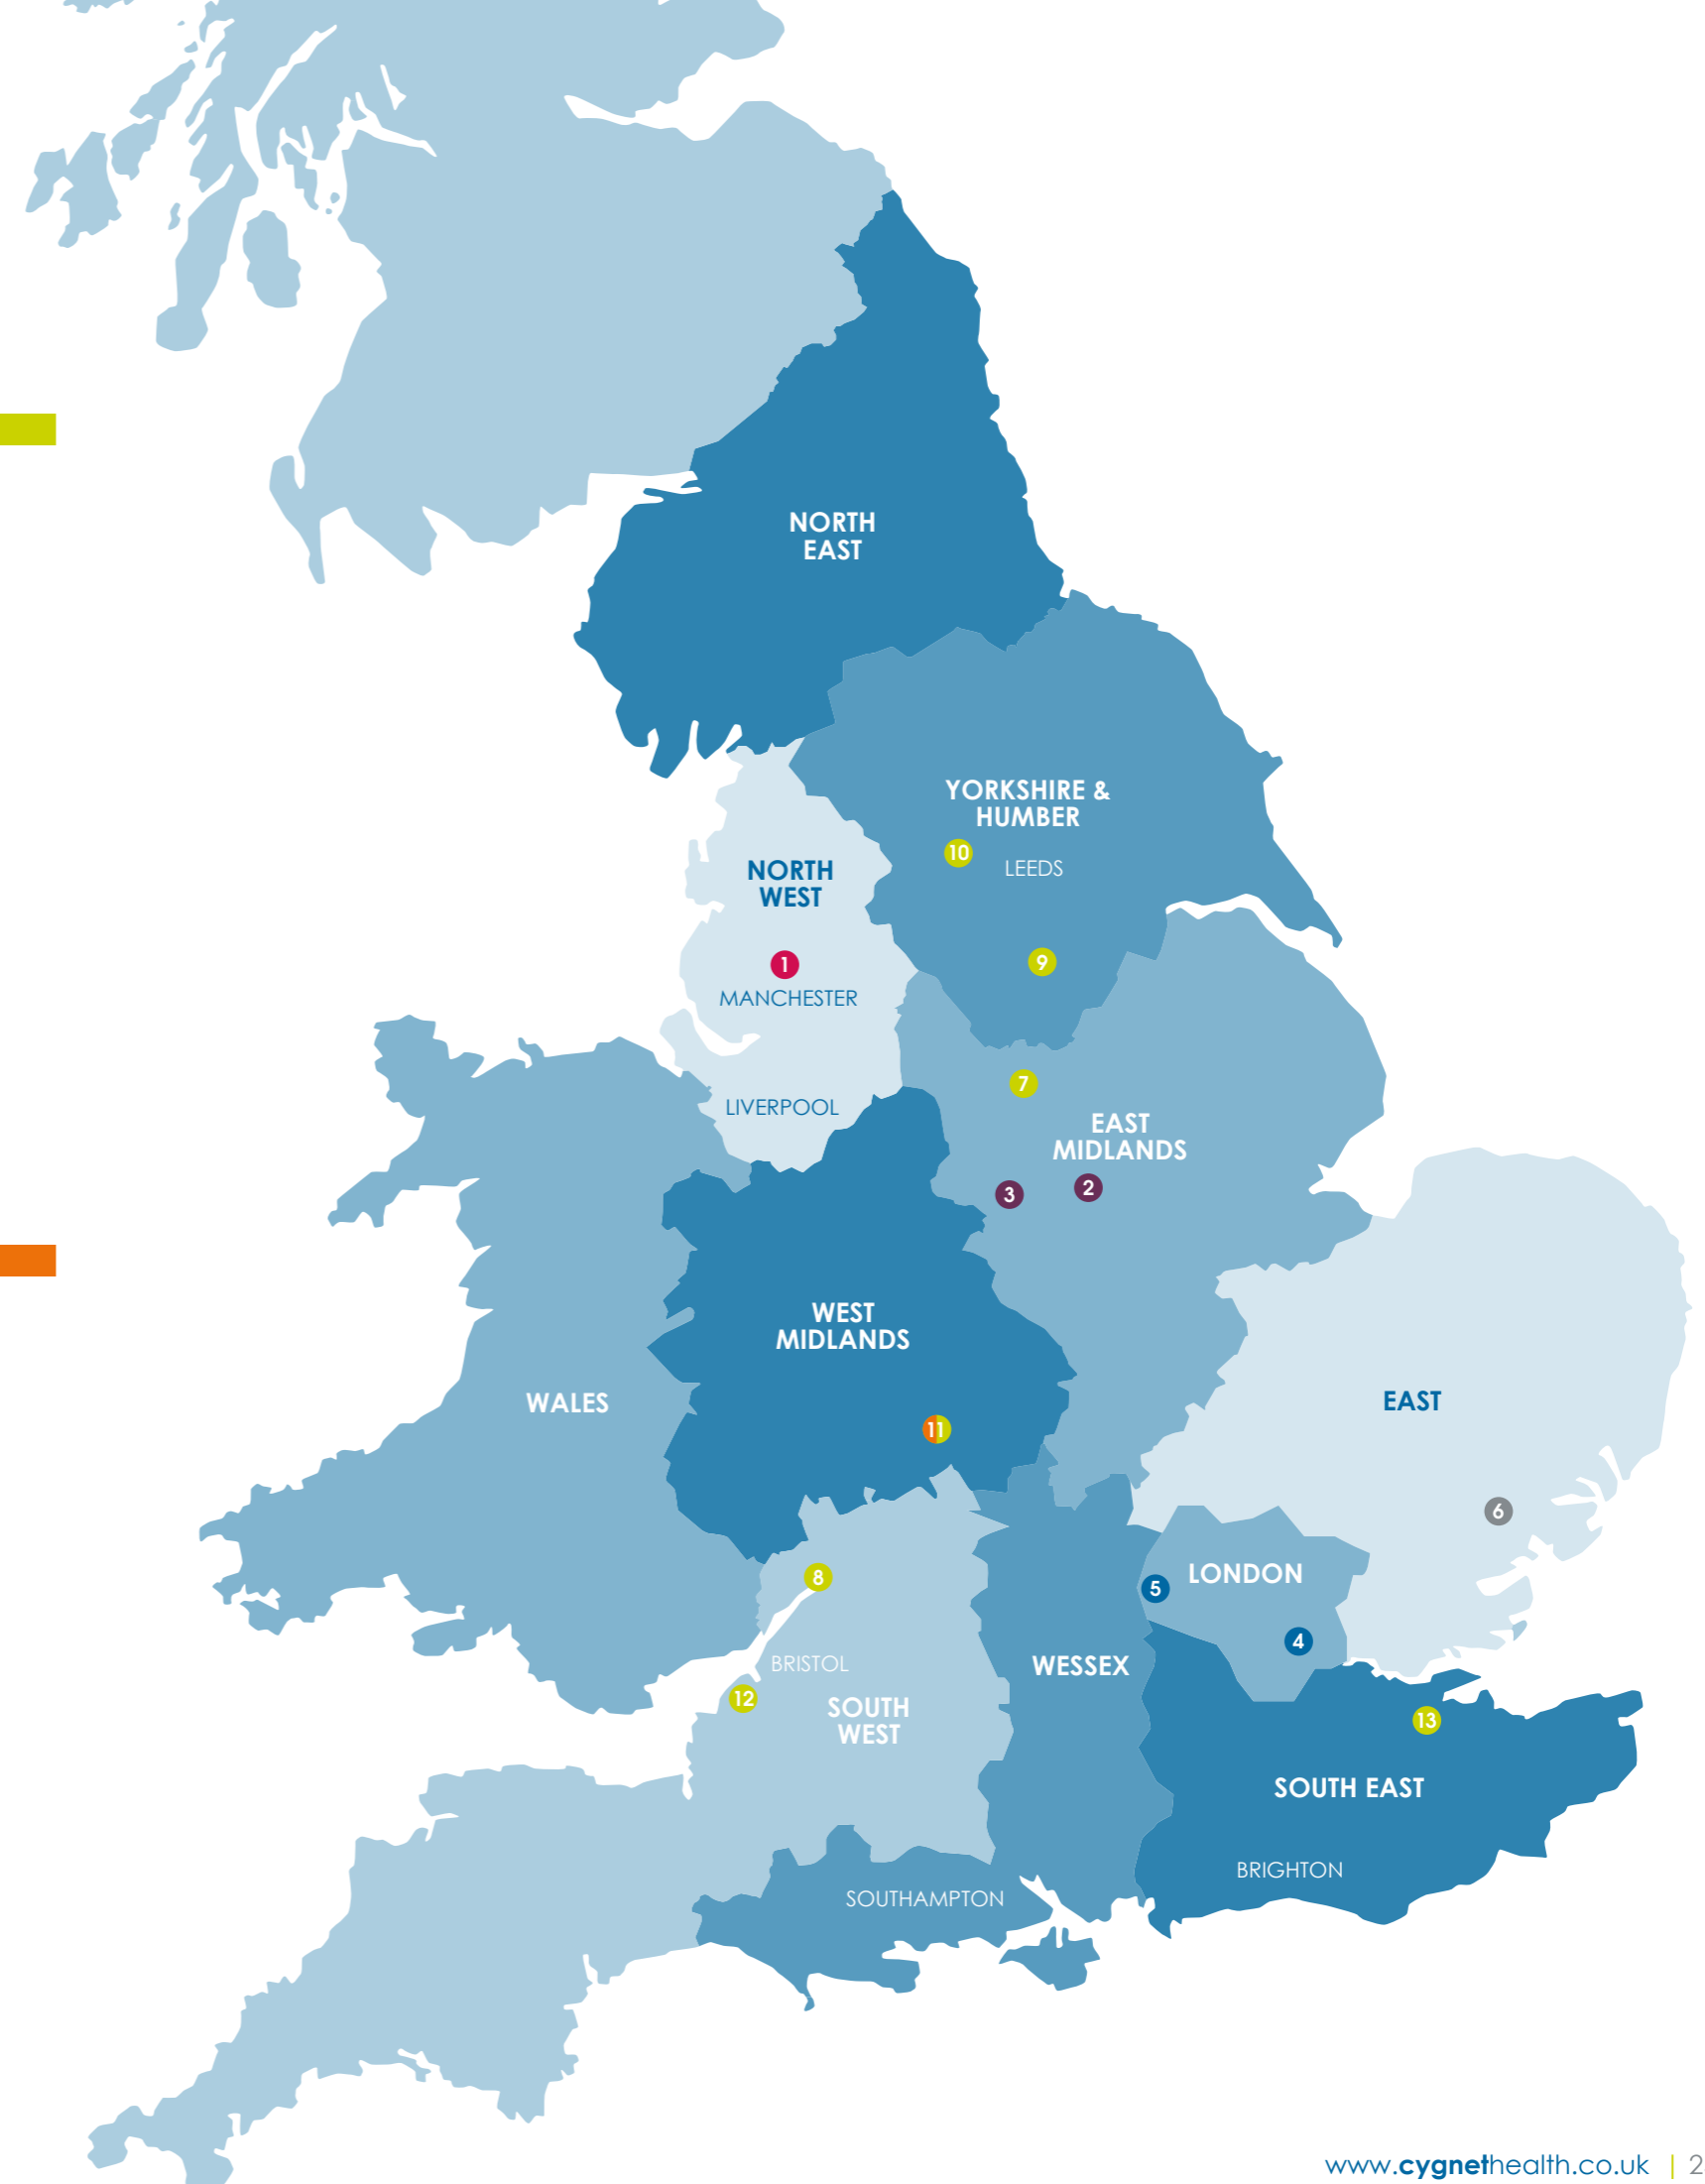 NORTH
EAST
YORKSHIRE &
HUMBER
10
LEEDS
NORTH
WEST
9
1
MANCHESTER
7
LIVERPOOL
EAST
MIDLANDS
3
2
WEST
MIDLANDS
WALES
EAST
11
6
LONDON
8
5
4
BRISTOL
WESSEX
12
SOUTH
WEST
13
SOUTH EAST
BRIGHTON
SOUTHAMPTON
www.cygnethealth.co.uk | 2